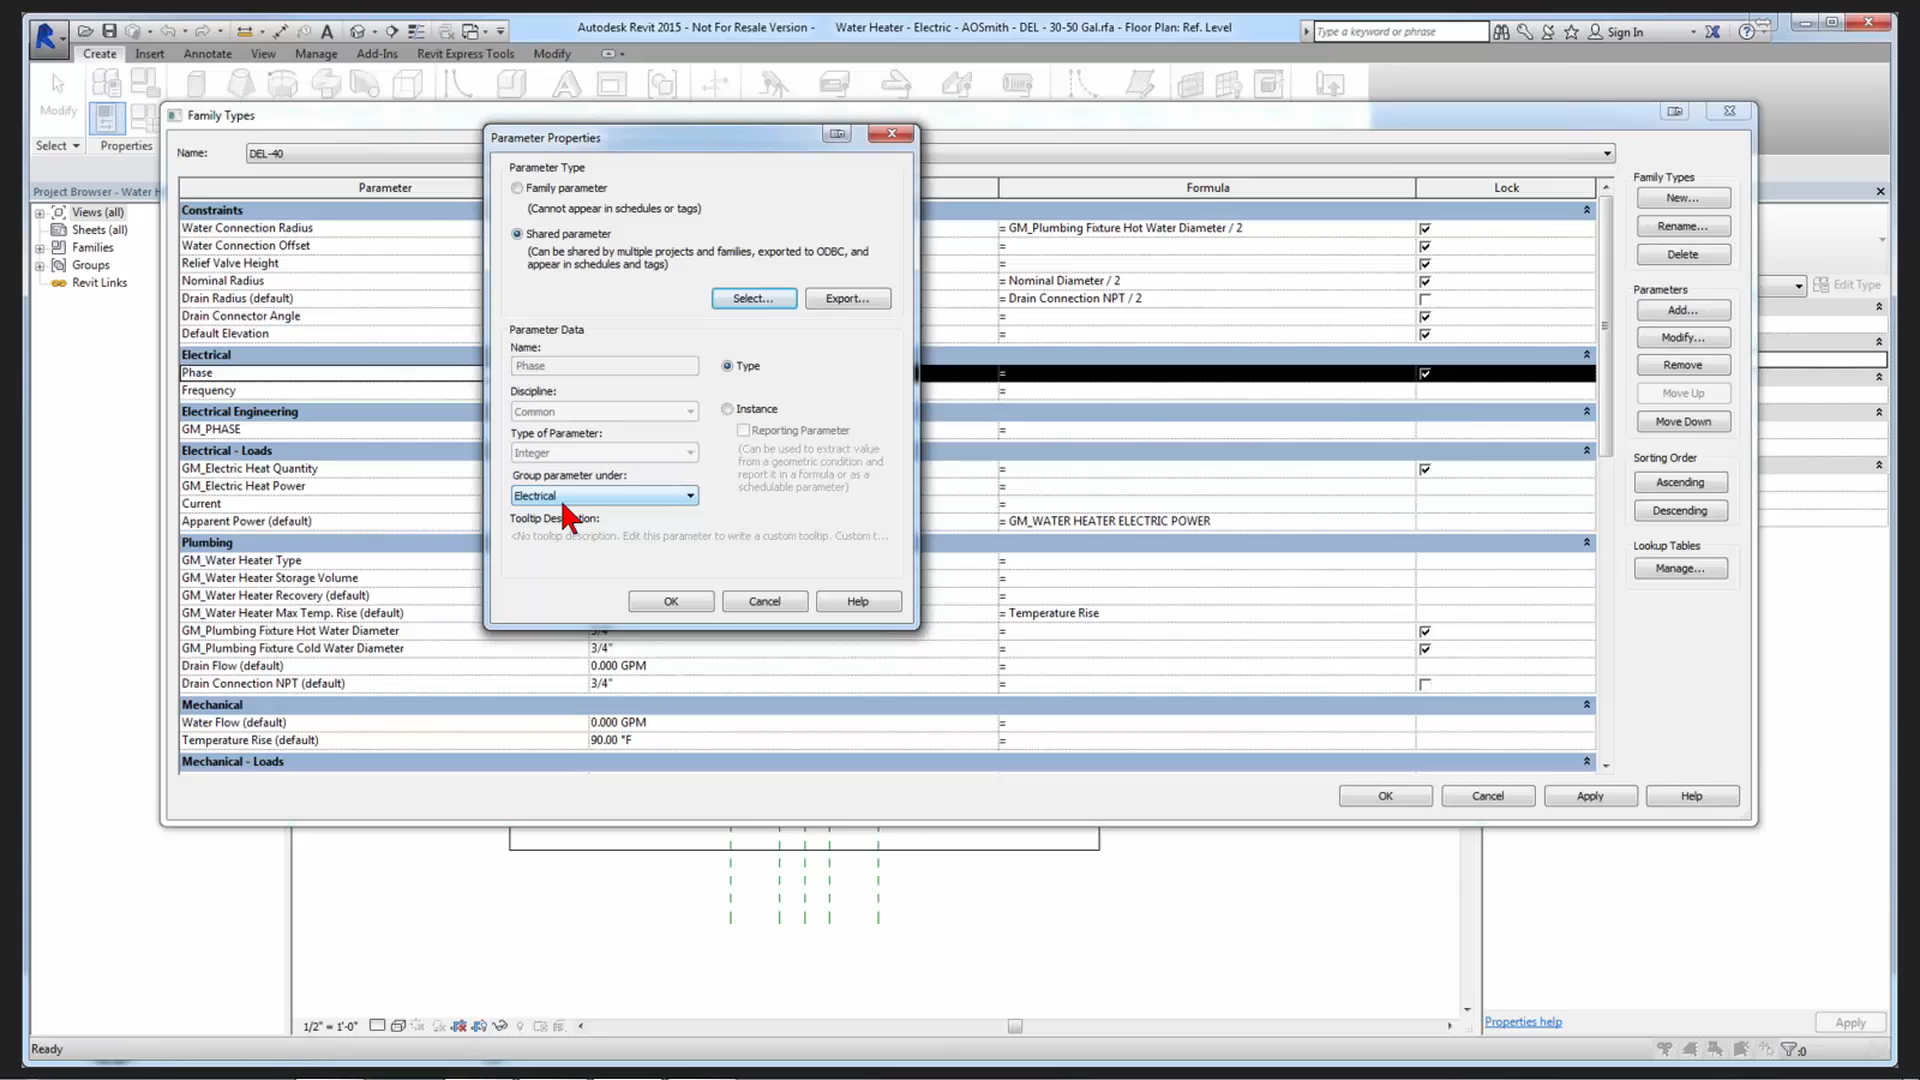 Autodesk Revit 2015 - Not For Resale Version -    Water Heater - Electric - AOSmith - DEL - 30-50 Gal.rfa - Floor Plan: Ref. Level
Type a keyword or phrase
Sign In
Create Insert Annotate View Manage Add-Ins Revit Express Tools Modify
Modify
Select Properties
Project Browser - Water H
Views (all)
Sheets (all)
Families
Groups
Revit Links
Edit Type
Family Types
Name: DEL-40
Parameter Formula Lock
Constraints
Water Connection Radius = GM_Plumbing Fixture Hot Water Diameter / 2
Water Connection Offset =
Relief Valve Height =
Nominal Radius = Nominal Diameter / 2
Drain Radius (default) = Drain Connection NPT / 2
Drain Connector Angle =
Default Elevation =
Electrical
Phase =
Frequency =
Electrical Engineering
GM_PHASE =
Electrical - Loads
GM_Electric Heat Quantity =
GM_Electric Heat Power =
Current =
Apparent Power (default) = GM_WATER HEATER ELECTRIC POWER
Plumbing
GM_Water Heater Type =
GM_Water Heater Storage Volume =
GM_Water Heater Recovery (default) =
GM_Water Heater Max Temp. Rise (default) = Temperature Rise
GM_Plumbing Fixture Hot Water Diameter 3/4" =
GM_Plumbing Fixture Cold Water Diameter 3/4" =
Drain Flow (default) 0.000 GPM =
Drain Connection NPT (default) 3/4" =
Mechanical
Water Flow (default) 0.000 GPM =
Temperature Rise (default) 90.00 °F =
Mechanical - Loads
Family Types
New...
Rename...
Delete
Parameters
Add...
Modify...
Remove
Move Up
Move Down
Sorting Order
Ascending
Descending
Lookup Tables
Manage...
OK Cancel Apply Help
Parameter Properties
Parameter Type
Family parameter
(Cannot appear in schedules or tags)
Shared parameter
(Can be shared by multiple projects and families, exported to ODBC, and
appear in schedules and tags)
Select... Export...
Parameter Data
Name:
Phase
Type
Discipline:
Common
Instance
Type of Parameter:
Integer
Reporting Parameter
(Can be used to extract value
from a geometric condition and
report it in a formula or as a
schedulable parameter)
Group parameter under:
Electrical
Tooltip
<No tooltip description. Edit this parameter to write a custom tooltip. Custom t...
OK Cancel Help
1/2" = 1'-0"
Properties help
Apply
Ready
:0